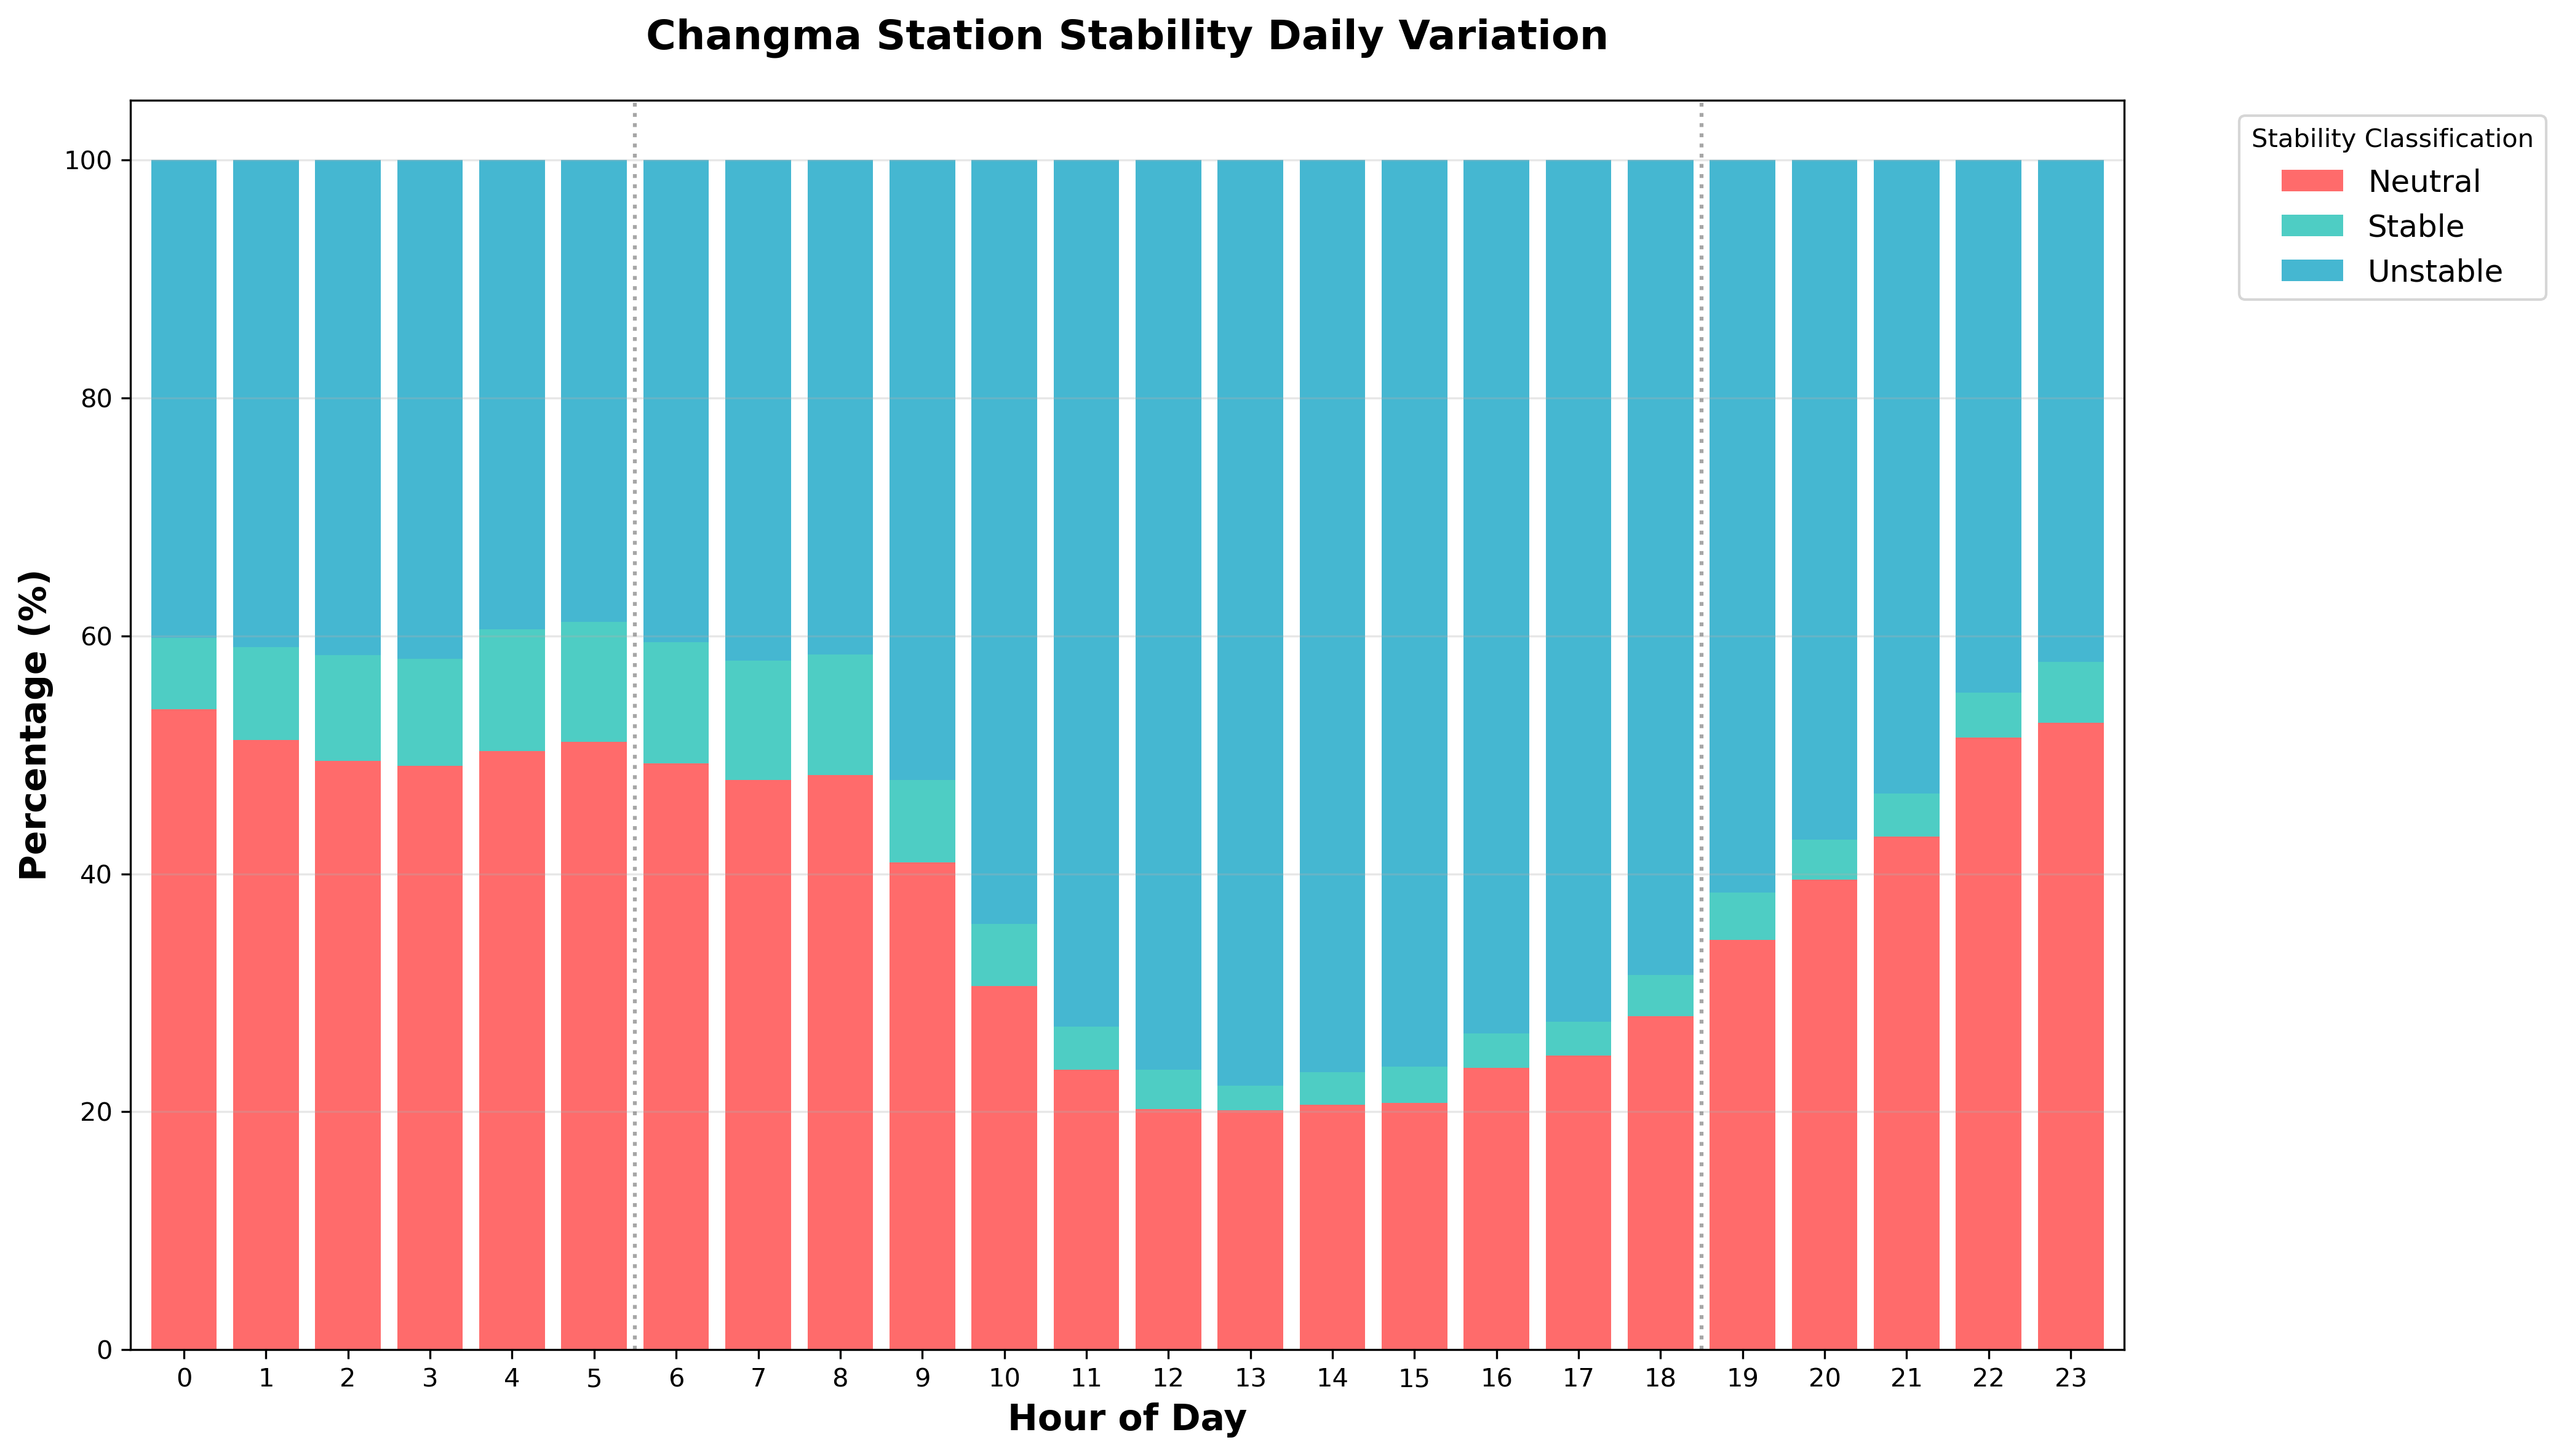 Changma Station Stability Daily Variation
Stability Classification
Neutral
Stable
Unstable
Percentage (%)
100
80
60
40
20
0
0 1 2 3 4 5 6 7 8 9 10 11 12 13 14 15 16 17 18 19 20 21 22 23
Hour of Day